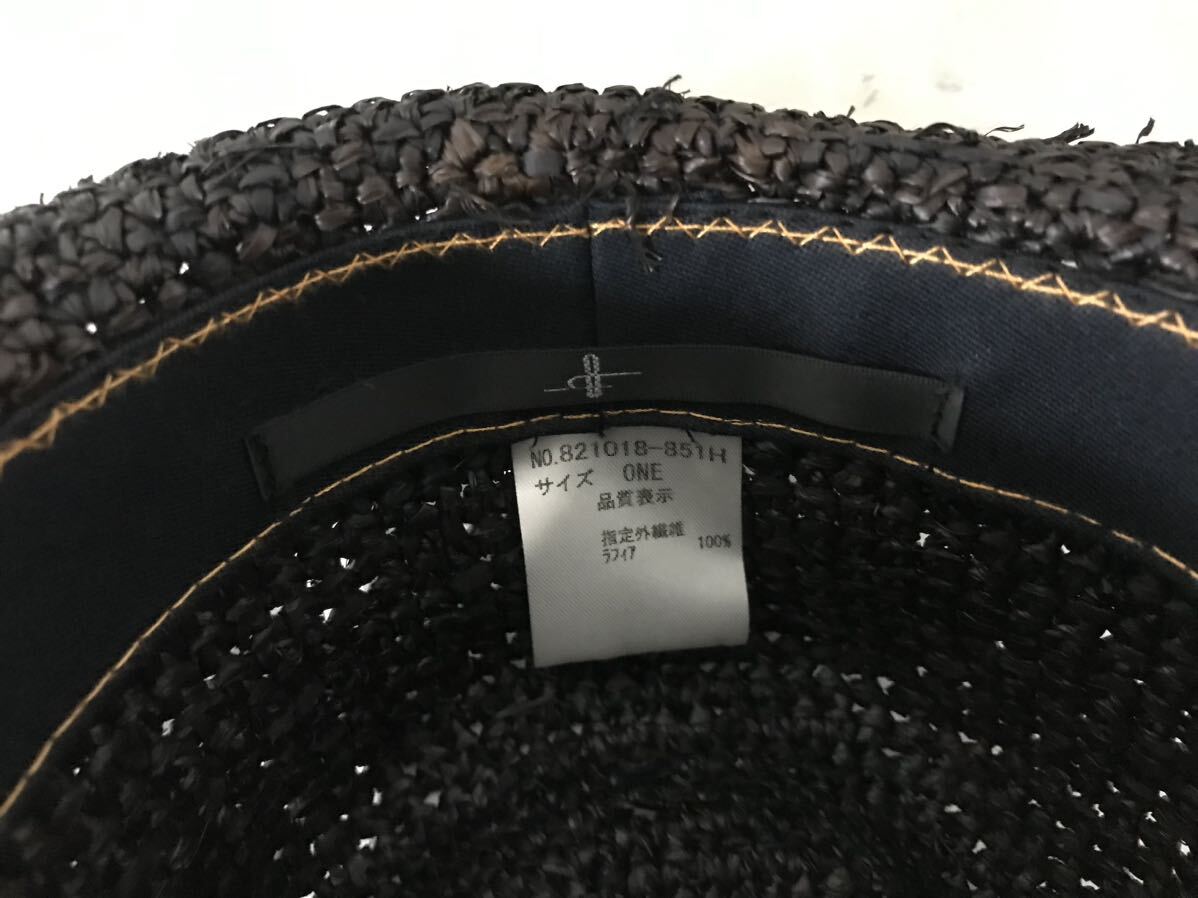 NO.821018-851H
サイズ ONE
品質表示
指定外繊維
ラフィア 100%